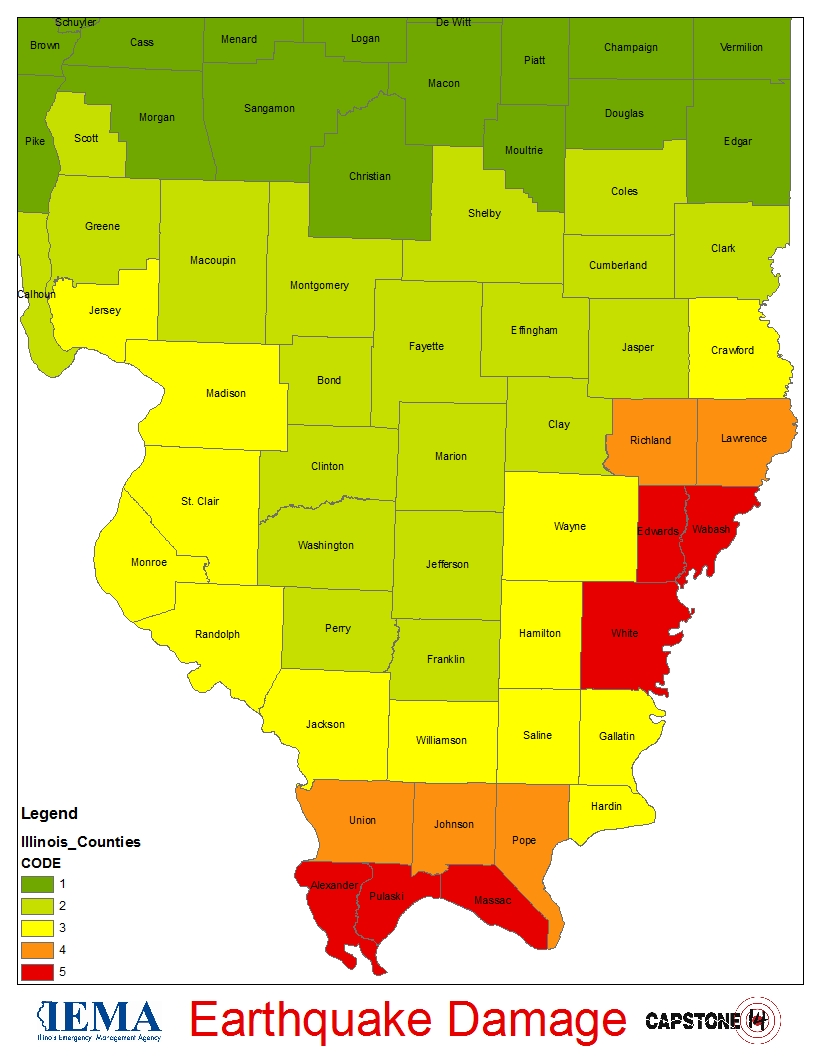 Schuyler
De Witt
Brown
Cass
Menard
Logan
Piatt
Champaign
Vermilion
Macon
Sangamon
Morgan
Scott
Pike
Christian
Moultrie
Douglas
Edgar
Coles
Shelby
Greene
Macoupin
Montgomery
Cumberland
Clark
Calhoun
Jersey
Fayette
Effingham
Jasper
Crawford
Madison
Bond
Clay
Richland
Lawrence
Clinton
Marion
St. Clair
Wayne
Edwards
Wabash
Washington
Monroe
Jefferson
Randolph
Perry
Hamilton
White
Franklin
Jackson
Williamson
Saline
Gallatin
Hardin
Union
Johnson
Pope
Alexander
Pulaski
Massac
Legend
Illinois_Counties
CODE
1
2
3
4
5
IEMA
Illinois Emergency Management Agency
Earthquake Damage
CAPSTONE 14